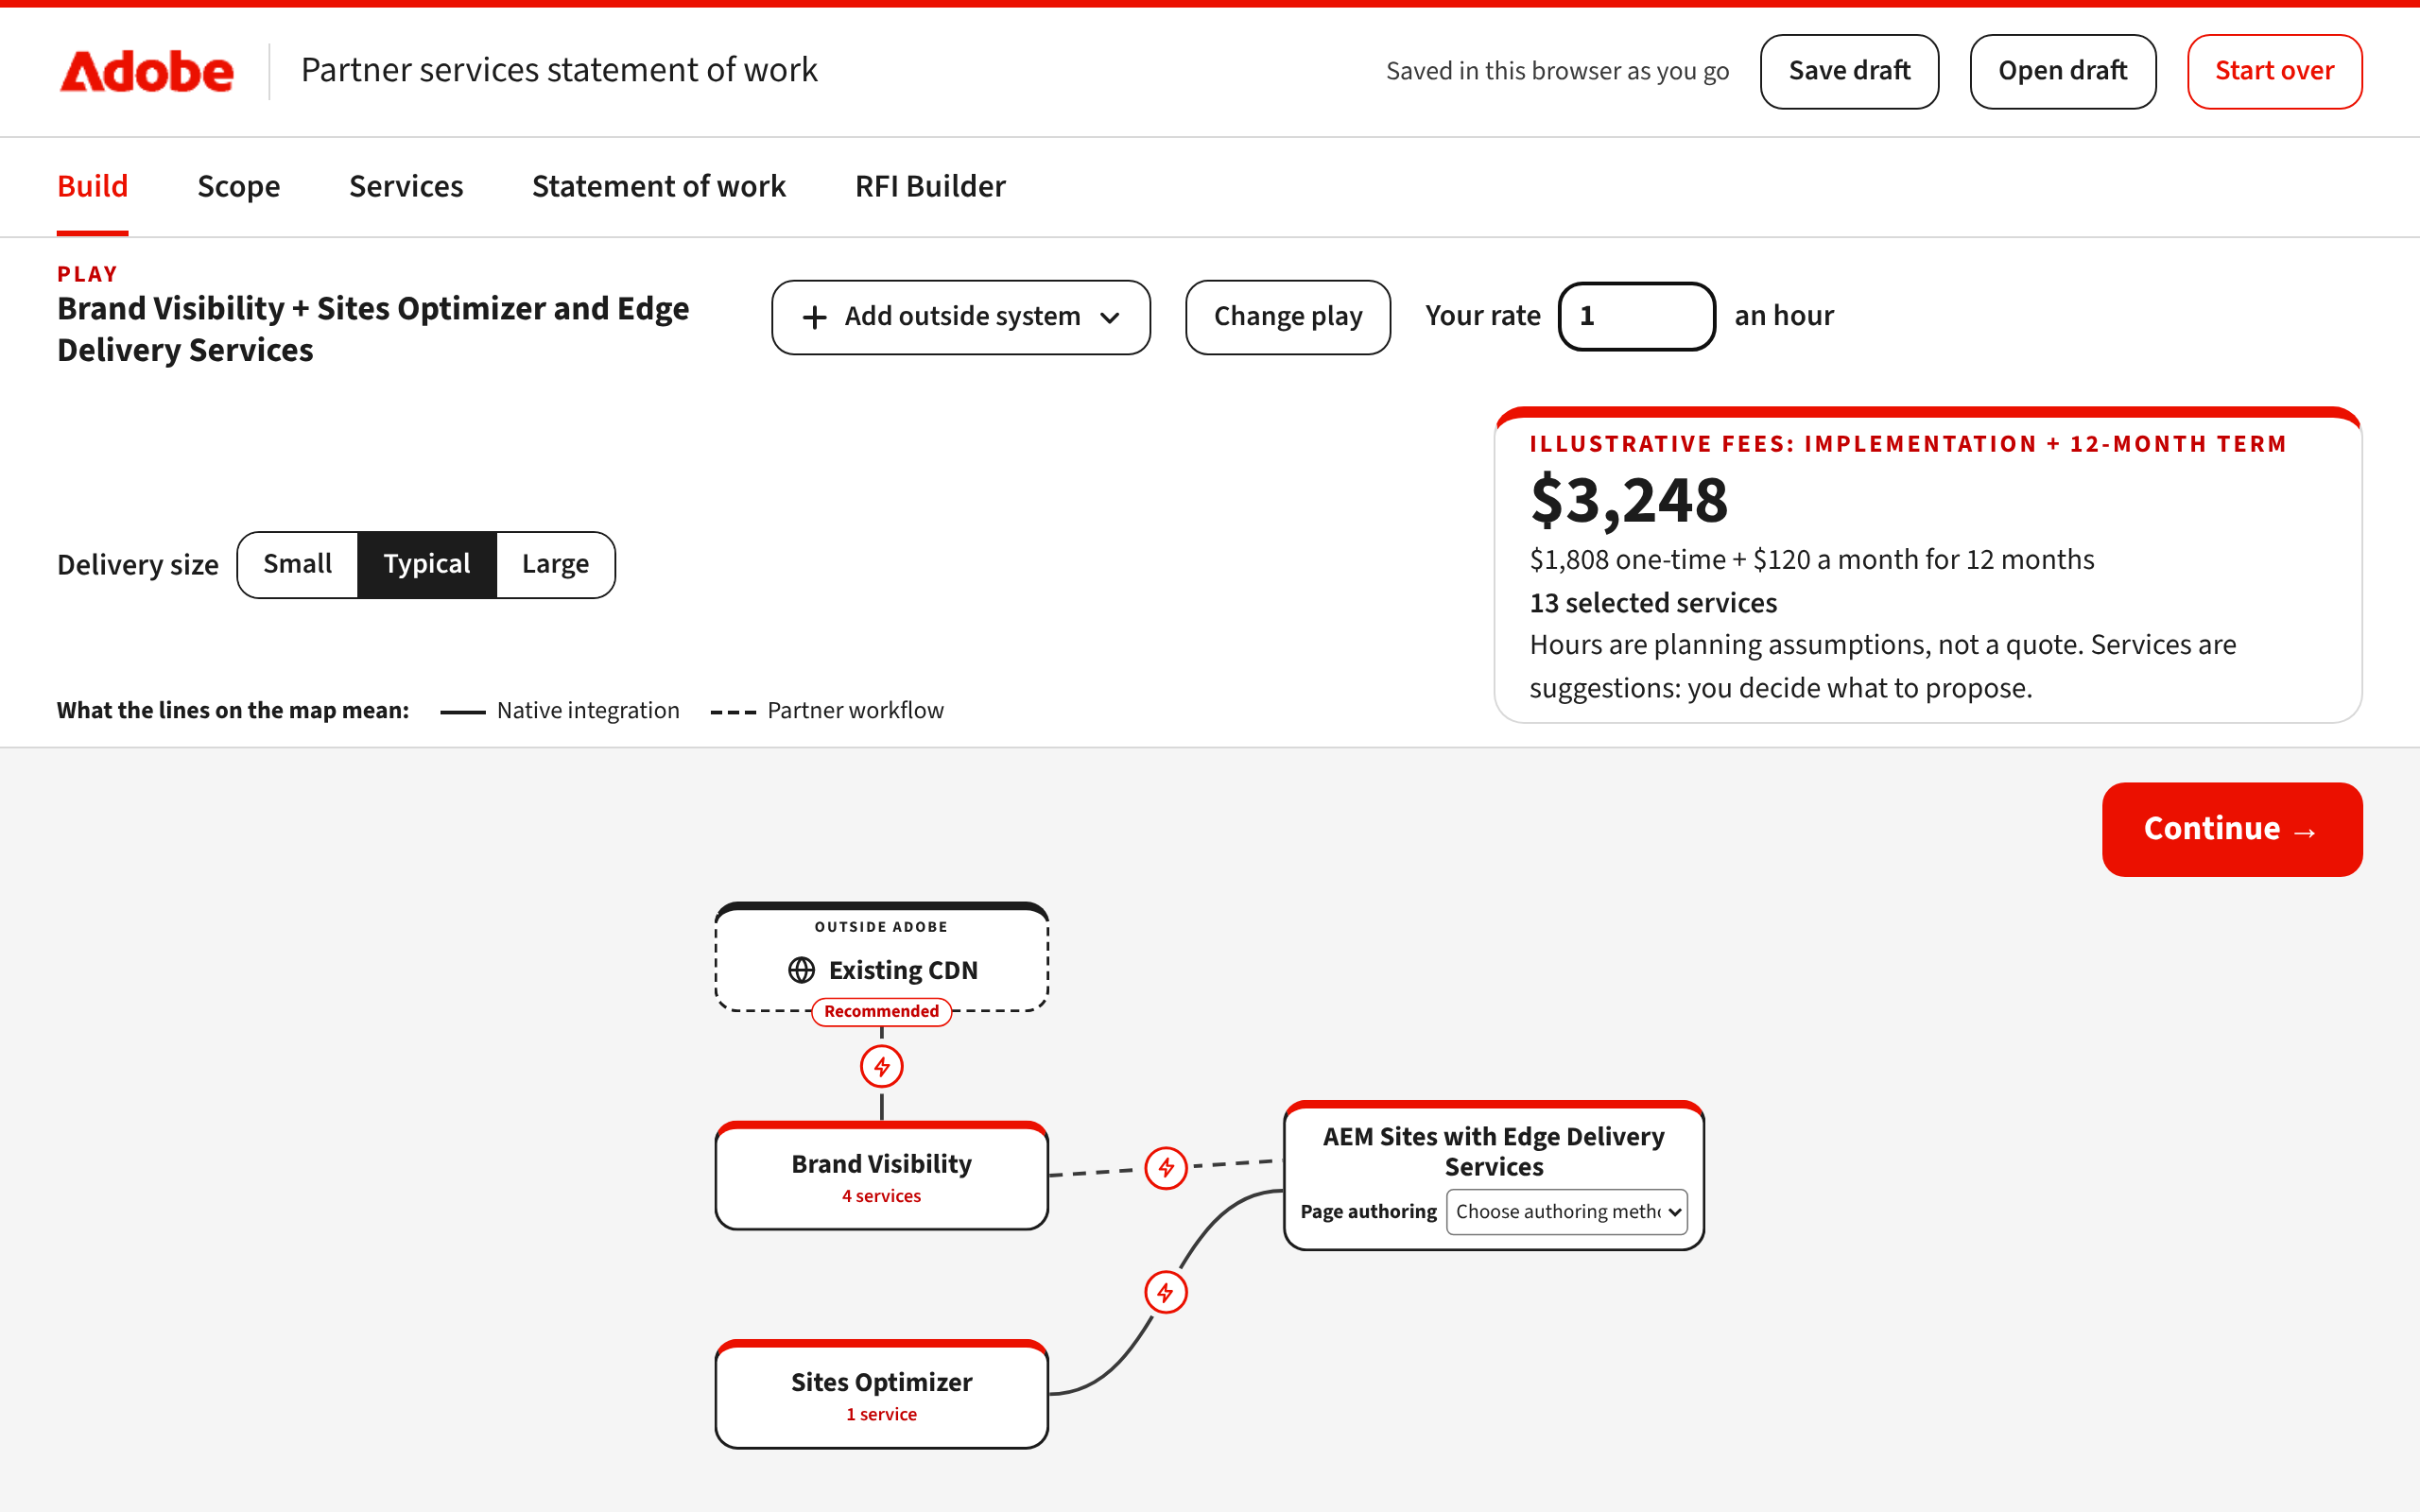 Adobe
Partner services statement of work
Saved in this browser as you go
Save draft
Open draft
Start over
Build
Scope
Services
Statement of work
RFI Builder
PLAY
Brand Visibility + Sites Optimizer and Edge
Delivery Services
+ Add outside system
Change play
Your rate 1 an hour
ILLUSTRATIVE FEES: IMPLEMENTATION + 12-MONTH TERM
$3,248
$1,808 one-time + $120 a month for 12 months
13 selected services
Hours are planning assumptions, not a quote. Services are
suggestions: you decide what to propose.
Delivery size
Small
Typical
Large
What the lines on the map mean:
Native integration
Partner workflow
Continue →
OUTSIDE ADOBE
Existing CDN
Recommended
Brand Visibility
4 services
AEM Sites with Edge Delivery
Services
Page authoring
Choose authoring meth
Sites Optimizer
1 service